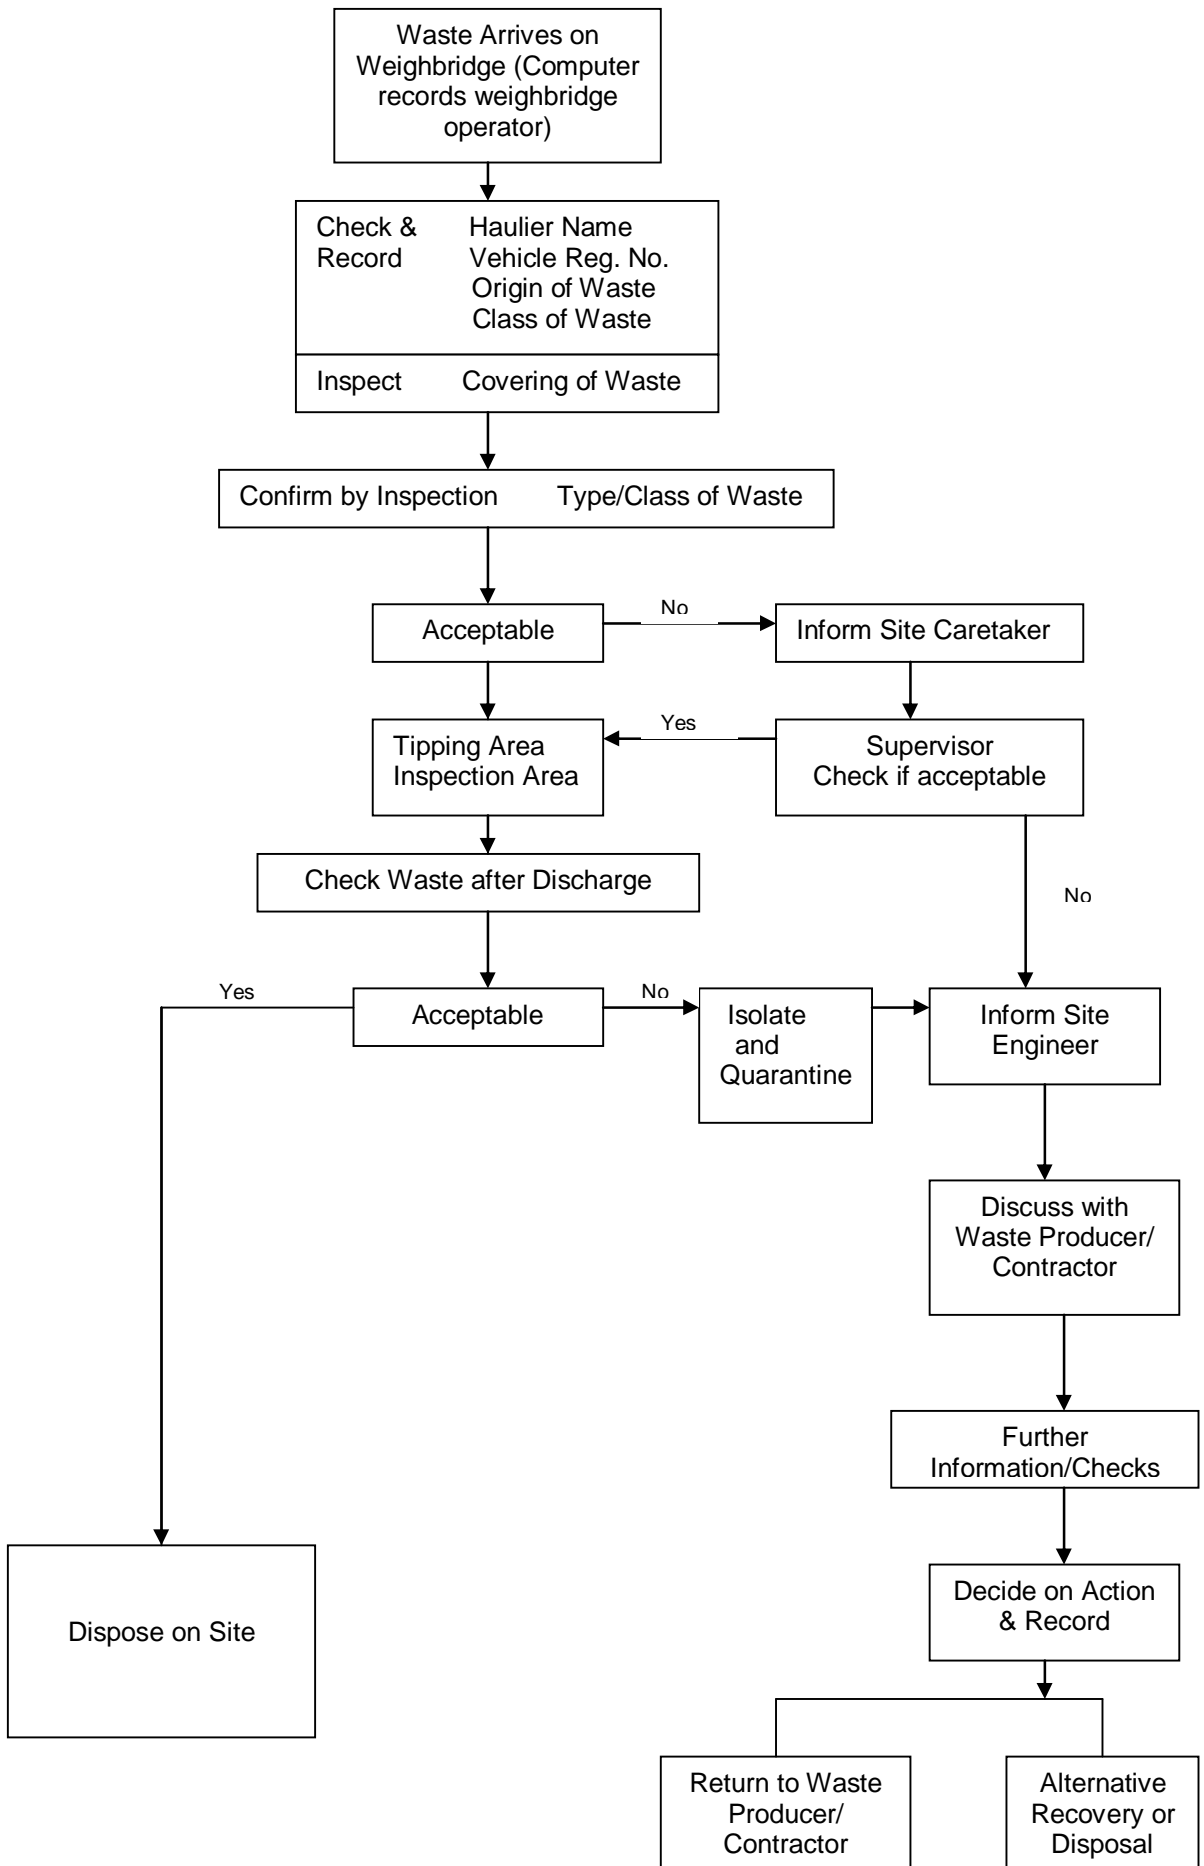 Waste Arrives on
Weighbridge (Computer
records weighbridge
operator)
Check & Haulier Name
Record Vehicle Reg. No.
Origin of Waste
Class of Waste
Inspect Covering of Waste
Confirm by Inspection Type/Class of Waste
Acceptable
No
Inform Site Caretaker
Tipping Area
Inspection Area
Yes
Supervisor
Check if acceptable
Check Waste after Discharge
No
Yes
Acceptable
No
Isolate
and
Quarantine
Inform Site
Engineer
Discuss with
Waste Producer/
Contractor
Further
Information/Checks
Dispose on Site
Decide on Action
& Record
Return to Waste
Producer/
Contractor
Alternative
Recovery or
Disposal